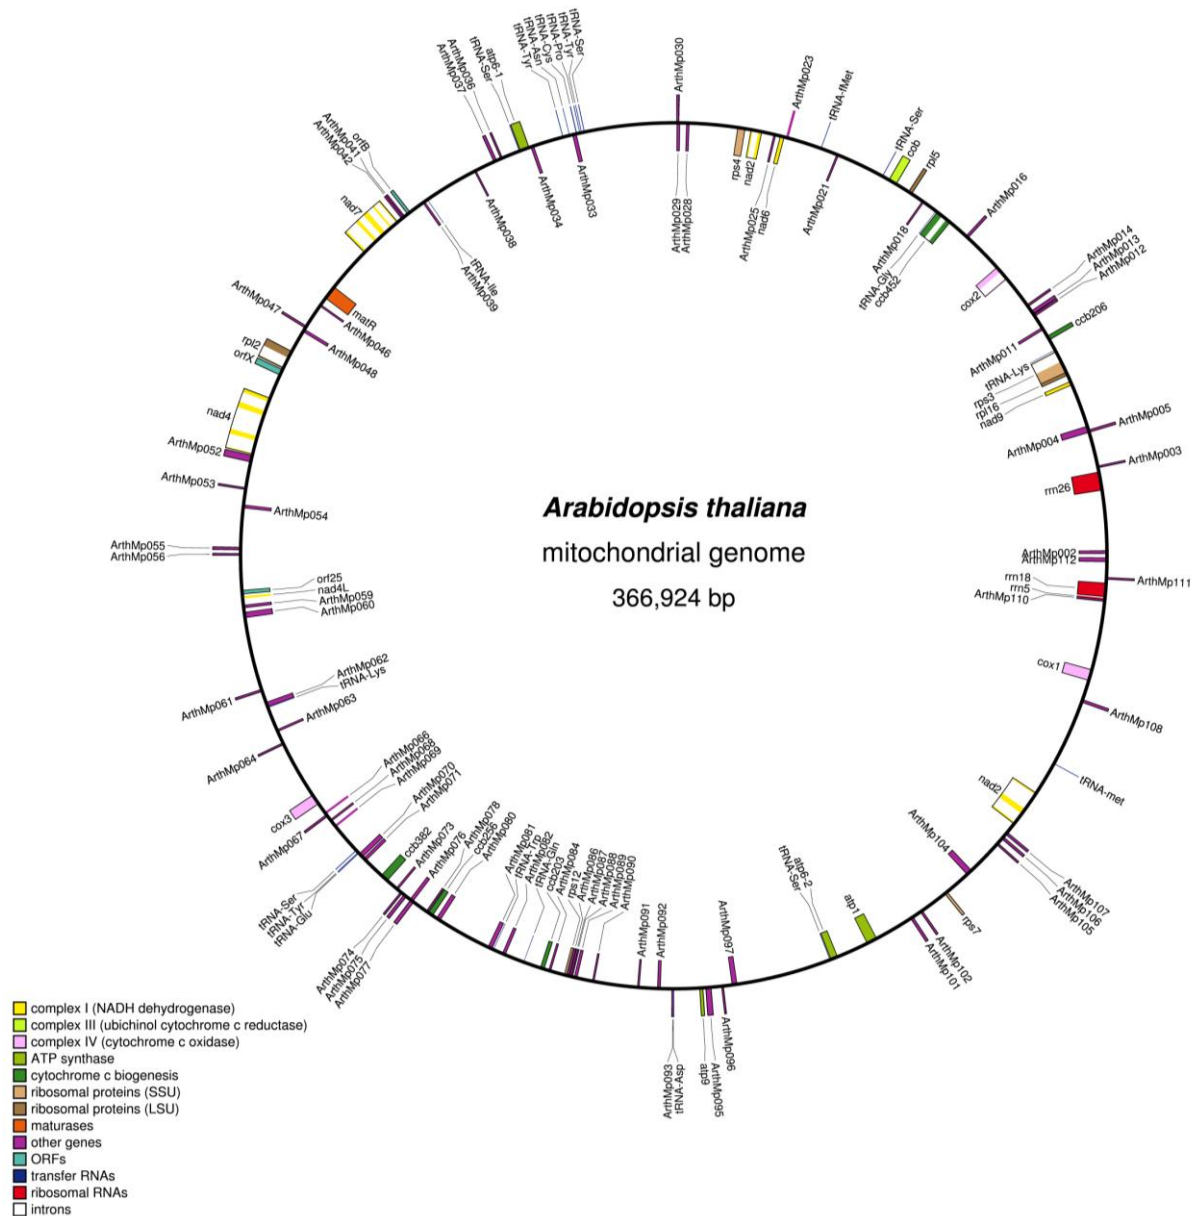 tRNA-Ser
tRNA-Tyr
tRNA-Pro
tRNA-Cys
tRNA-Asn
tRNA-Tyr
atp6-1
tRNA-Ser
ArthMp036
ArthMp037
orfB
ArthMp041
ArthMp042
nad7
ArthMp030
ArthMp023
tRNA-fMet
tRNA-Ser
cob
rpl5
ArthMp016
ArthMp014
ArthMp013
ArthMp012
ccb206
ArthMp005
ArthMp003
rps4
nad2
ArthMp025
nad6
ArthMp021
ArthMp029
ArthMp028
ArthMp033
ArthMp034
ArthMp038
tRNA-Ile
ArthMp039
ArthMp018
tRNA-Gly
ccb452
cox2
ArthMp011
tRNA-Lys
rps3
rpl16
nad9
ArthMp004
rrn26
ArthMp047
matR
ArthMp046
ArthMp048
rpl2
orfX
nad4
ArthMp052
ArthMp053
ArthMp054
ArthMp055
ArthMp056
Arabidopsis thaliana
mitochondrial genome
366,924 bp
ArthMp002
ArthMp112
ArthMp111
rrn18
rrn5
ArthMp110
cox1
ArthMp108
tRNA-met
nad2
ArthMp107
ArthMp106
ArthMp105
ArthMp104
rps7
ArthMp102
ArthMp101
orf25
nad4L
ArthMp059
ArthMp060
ArthMp062
tRNA-Lys
ArthMp061
ArthMp063
ArthMp064
ArthMp066
ArthMp068
ArthMp069
cox3
ArthMp067
ArthMp070
ArthMp071
tRNA-Ser
tRNA-Tyr
tRNA-Glu
ccb382
ArthMp073
ArthMp076
ArthMp078
ccb256
ArthMp080
ArthMp074
ArthMp075
ArthMp077
ArthMp081
tRNA-Trp
ArthMp082
tRNA-Gln
ccb203
ArthMp084
rps12
ArthMp086
ArthMp087
ArthMp088
ArthMp089
ArthMp090
ArthMp091
ArthMp092
ArthMp097
atp6-2
tRNA-Ser
atp1
ArthMp093
tRNA-Asp
atp9
ArthMp095
ArthMp096
complex I (NADH dehydrogenase)
complex III (ubichinol cytochrome c reductase)
complex IV (cytochrome c oxidase)
ATP synthase
cytochrome c biogenesis
ribosomal proteins (SSU)
ribosomal proteins (LSU)
maturases
other genes
ORFs
transfer RNAs
ribosomal RNAs
introns